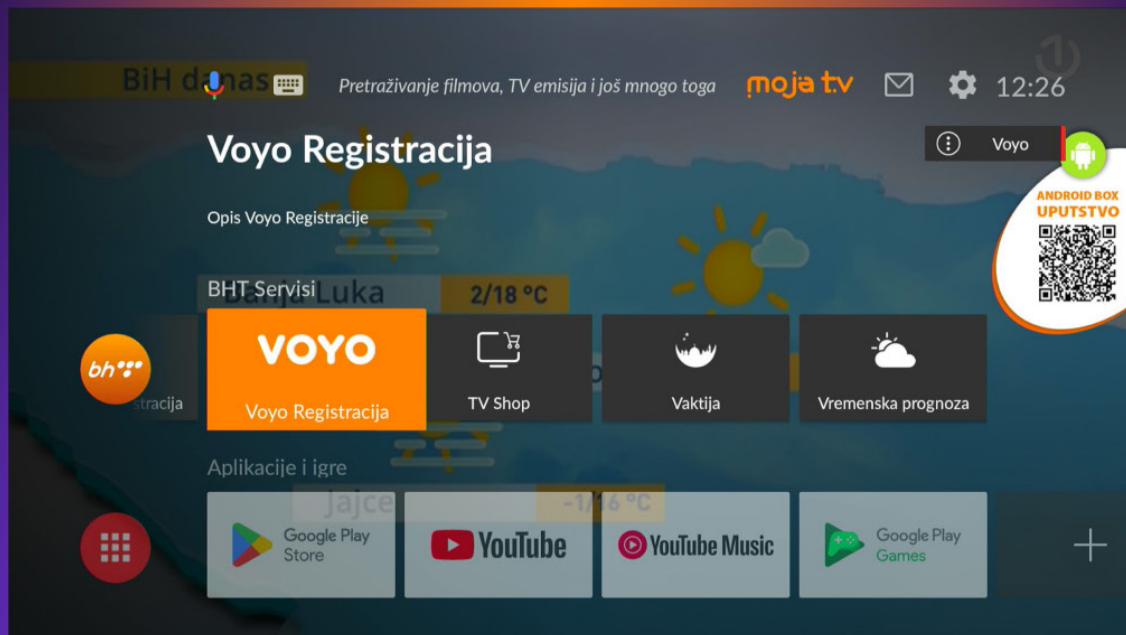 BiH danas
Pretraživanje filmova, TV emisija i još mnogo toga
moja tv
12:26
Voyo Registracija
Voyo
Opis Voyo Registracije
ANDROID BOX
UPUTSTVO
BHT Servisi
Banja Luka
2/18 °C
bh
stracija
VOYO
Voyo Registracija
TV Shop
Vaktija
Vremenska prognoza
Aplikacije i igre
Jajce
-1/16 °C
Google Play
Store
YouTube
YouTube Music
Google Play
Games